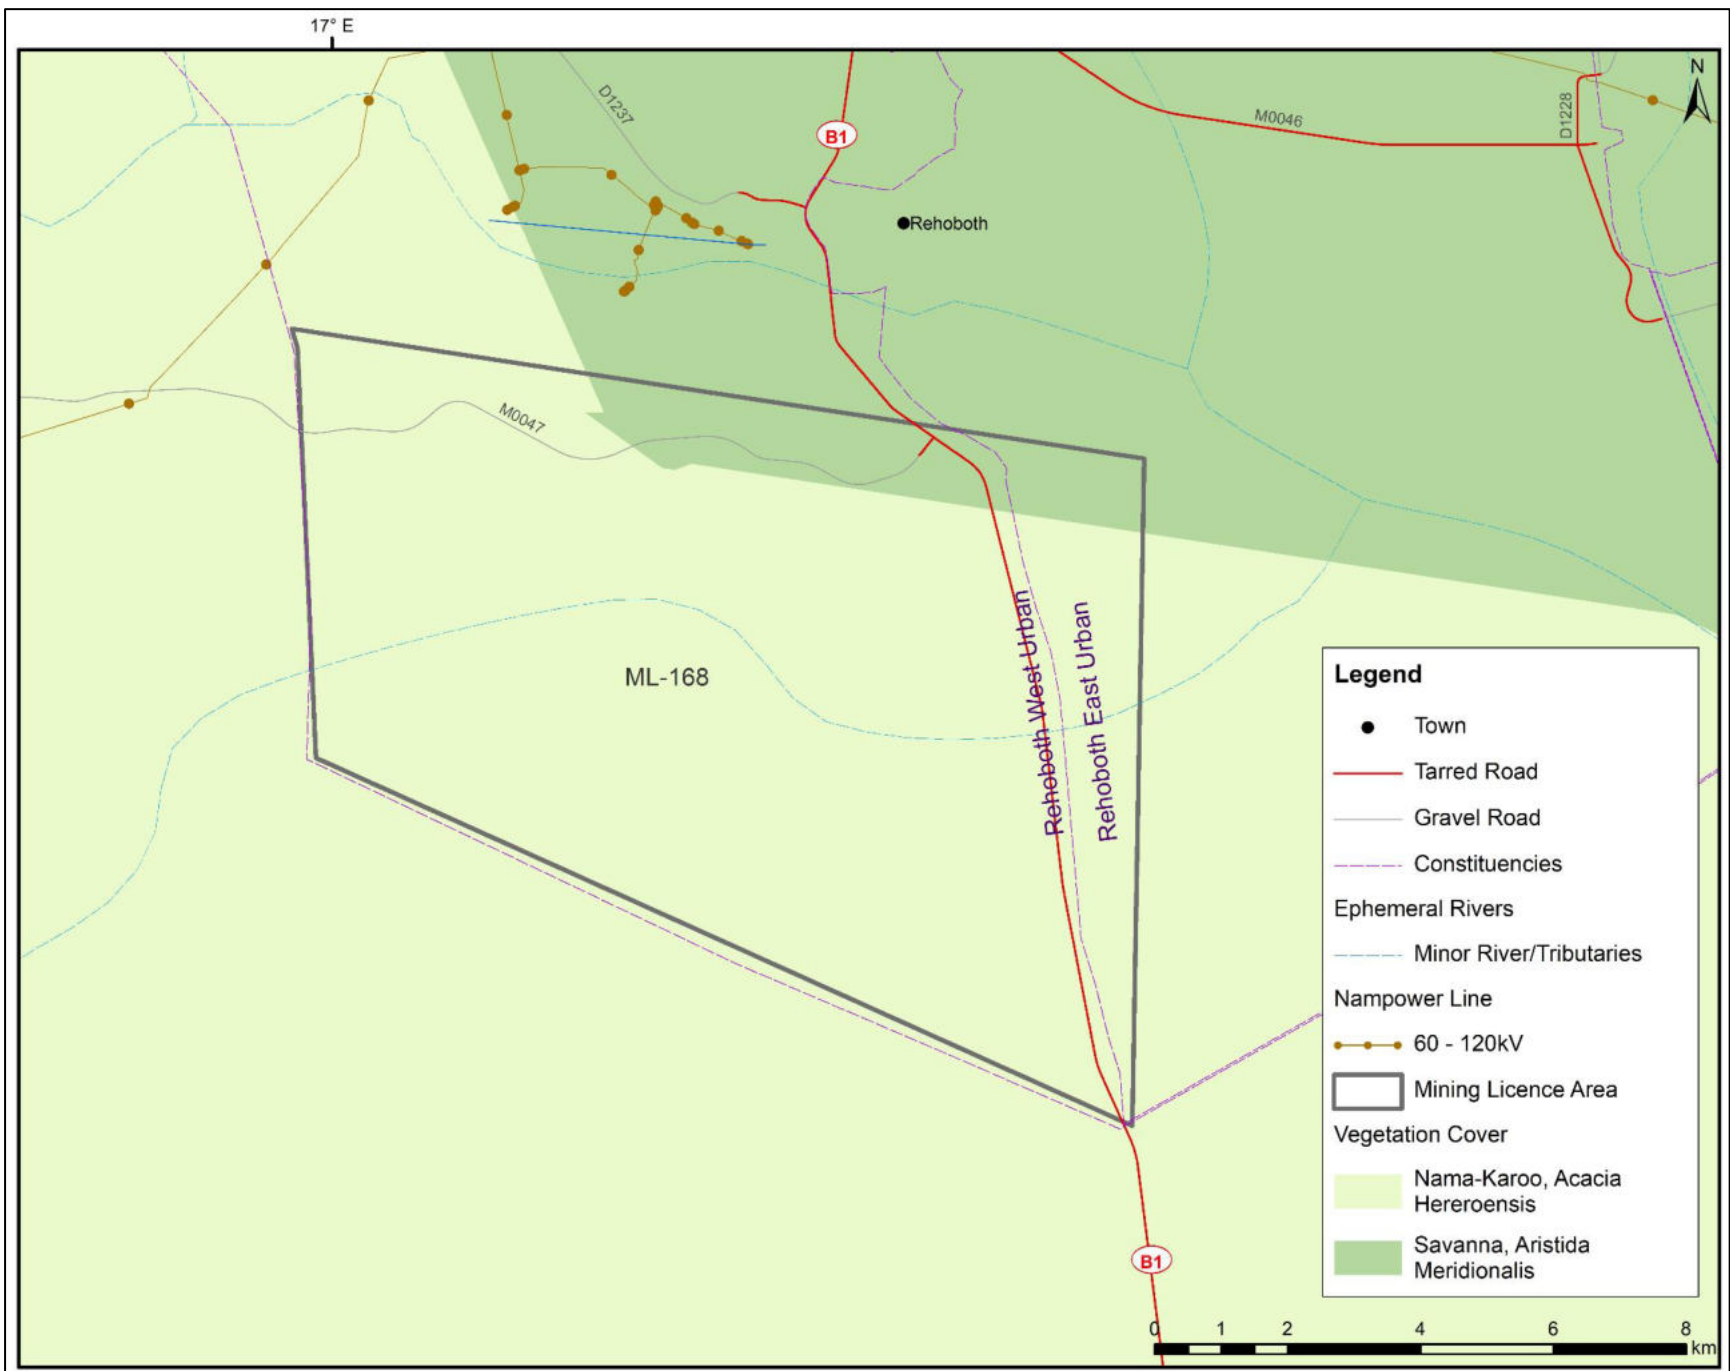 17° E
N
D1237
B1
M0046
D1228
Rehoboth
M0047
ML-168
Rehoboth West Urban
Rehoboth East Urban
Legend
Town
Tarred Road
Gravel Road
Constituencies
Ephemeral Rivers
Minor River/Tributaries
Nampower Line
60 - 120kV
Mining Licence Area
Vegetation Cover
Nama-Karoo, Acacia
Hereroensis
Savanna, Aristida
Meridionalis
B1
0 1 2 4 6 8
km